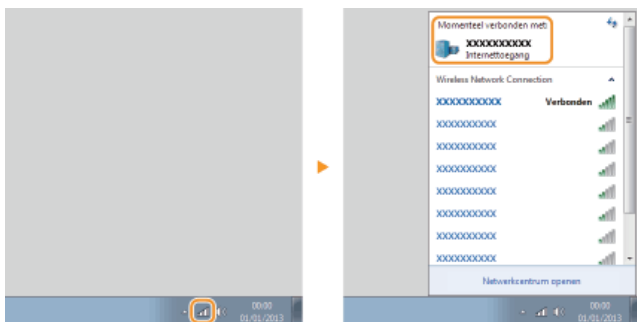 00:00
01/01/2013
Momenteel verbonden met:
XXXXXXXXXX
Internettoegang
Wireless Network Connection
XXXXXXXXXX Verbonden
XXXXXXXXXX
XXXXXXXXXX
XXXXXXXXXX
XXXXXXXXXX
XXXXXXXXXX
XXXXXXXXXX
XXXXXXXXXX
Netwerkcentrum openen
00:00
01/01/2013